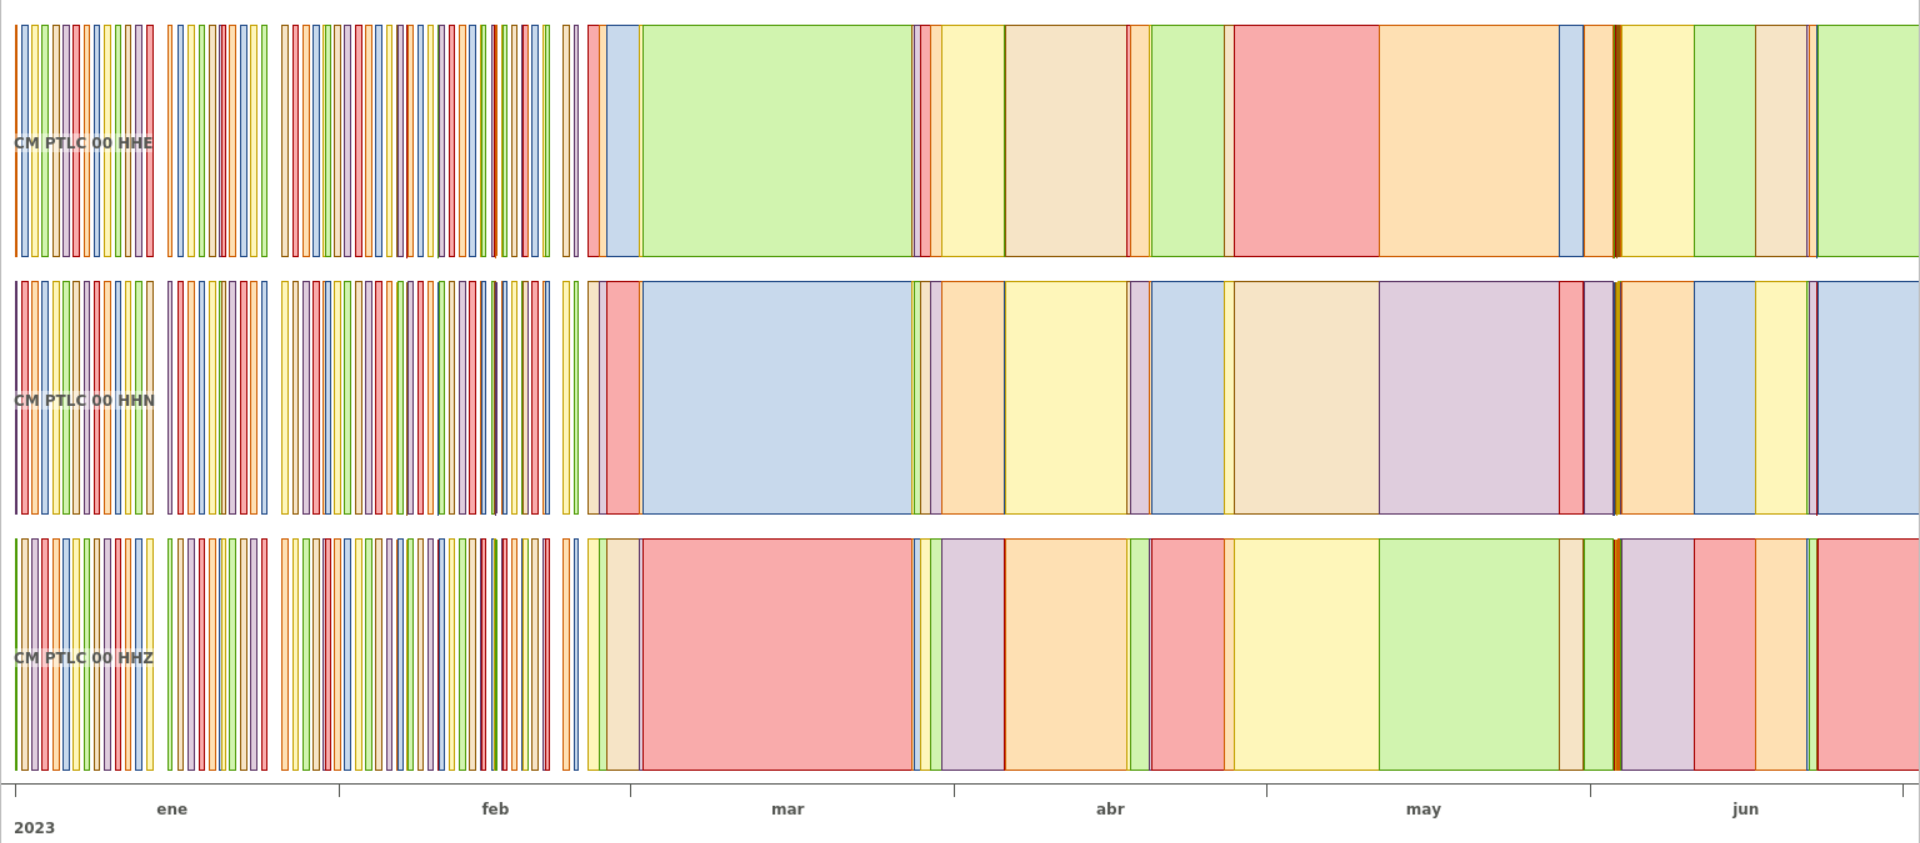 CM PTLC 00 HHE
CM PTLC 00 HHN
CM PTLC 00 HHZ
ene feb mar abr may jun
2023